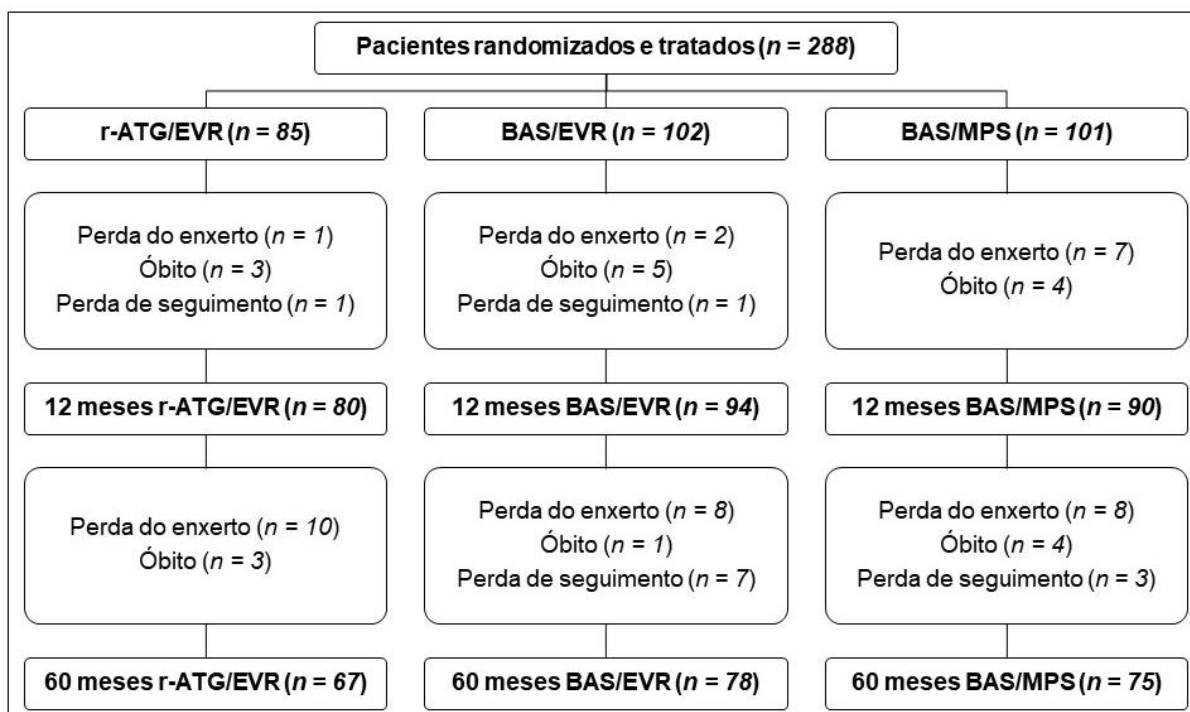 Pacientes randomizados e tratados (n = 288)
r-ATG/EVR (n = 85)
BAS/EVR (n = 102)
BAS/MPS (n = 101)
Perda do enxerto (n = 1)
Óbito (n = 3)
Perda de seguimento (n = 1)
Perda do enxerto (n = 2)
Óbito (n = 5)
Perda de seguimento (n = 1)
Perda do enxerto (n = 7)
Óbito (n = 4)
12 meses r-ATG/EVR (n = 80)
12 meses BAS/EVR (n = 94)
12 meses BAS/MPS (n = 90)
Perda do enxerto (n = 10)
Óbito (n = 3)
Perda do enxerto (n = 8)
Óbito (n = 1)
Perda de seguimento (n = 7)
Perda do enxerto (n = 8)
Óbito (n = 4)
Perda de seguimento (n = 3)
60 meses r-ATG/EVR (n = 67)
60 meses BAS/EVR (n = 78)
60 meses BAS/MPS (n = 75)